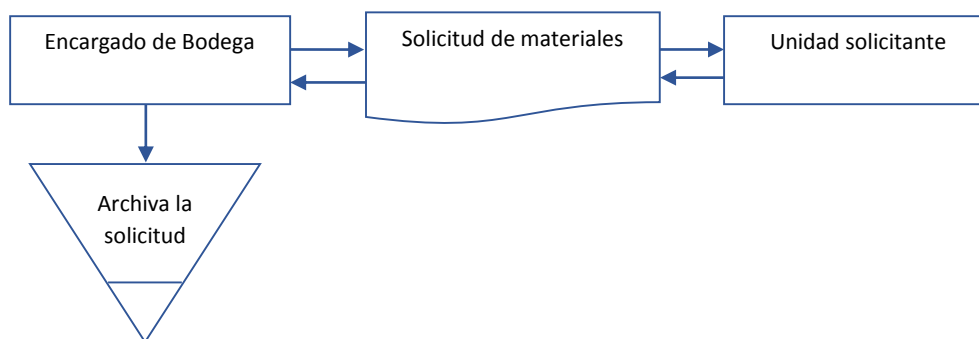 Encargado de Bodega
Solicitud de materiales
Unidad solicitante
Archiva la
solicitud